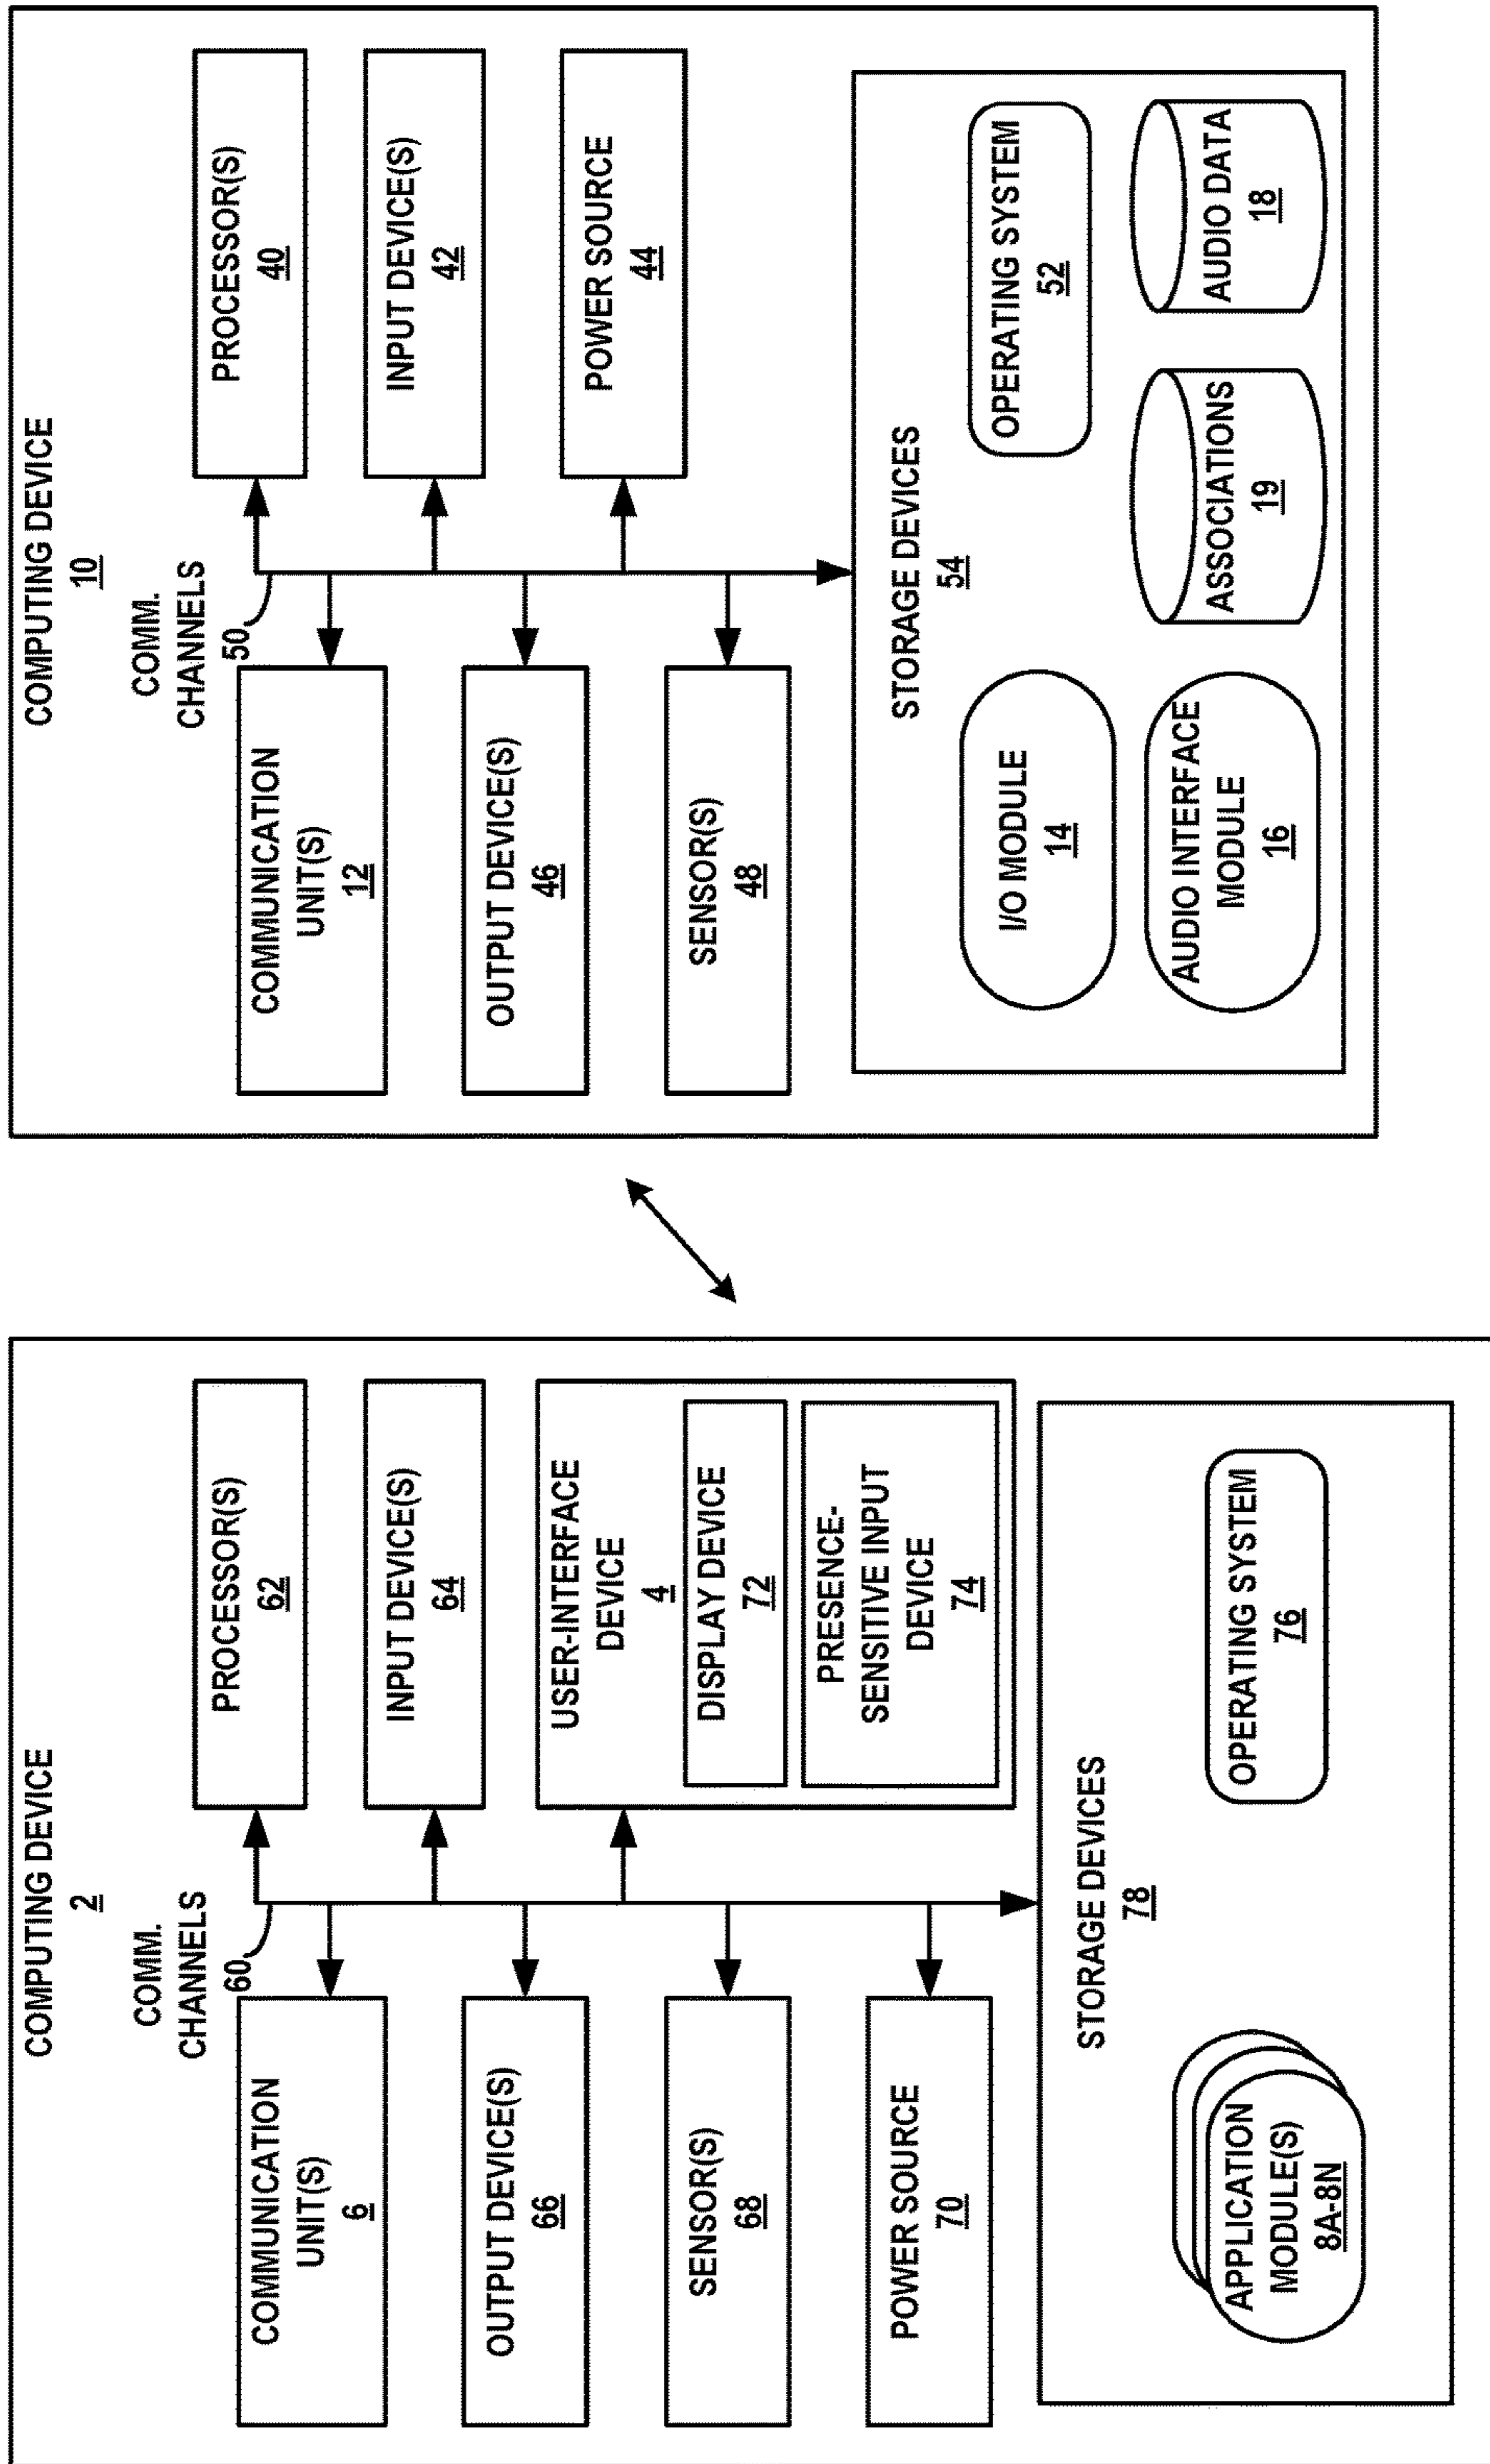 COMPUTING DEVICE
2
COMM.
CHANNELS
60
COMMUNICATION
UNIT(S)
6
PROCESSOR(S)
62
OUTPUT DEVICE(S)
66
INPUT DEVICE(S)
64
SENSOR(S)
68
USER-INTERFACE
DEVICE
4
DISPLAY DEVICE
72
PRESENCE-
SENSITIVE INPUT
DEVICE
74
POWER SOURCE
70
STORAGE DEVICES
78
APPLICATION
MODULE(S)
8A-8N
OPERATING SYSTEM
76
COMPUTING DEVICE
10
COMM.
CHANNELS
50
COMMUNICATION
UNIT(S)
12
PROCESSOR(S)
40
OUTPUT DEVICE(S)
46
INPUT DEVICE(S)
42
SENSOR(S)
48
POWER SOURCE
44
STORAGE DEVICES
54
I/O MODULE
14
OPERATING SYSTEM
52
AUDIO INTERFACE
MODULE
16
ASSOCIATIONS
19
AUDIO DATA
18